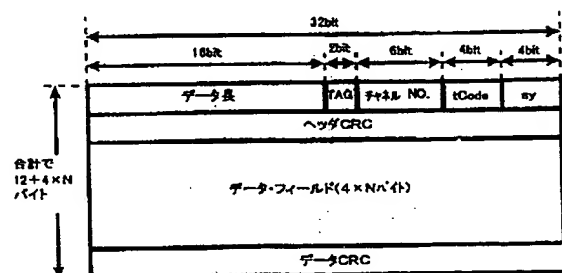 32bit
16bit 2bit 6bit 4bit 4bit
データ長 TAG チャネル NO. tCode sy
ヘッダCRC
合計で
12+4×N
バイト
データ・フィールド(4×Nバイト)
データCRC